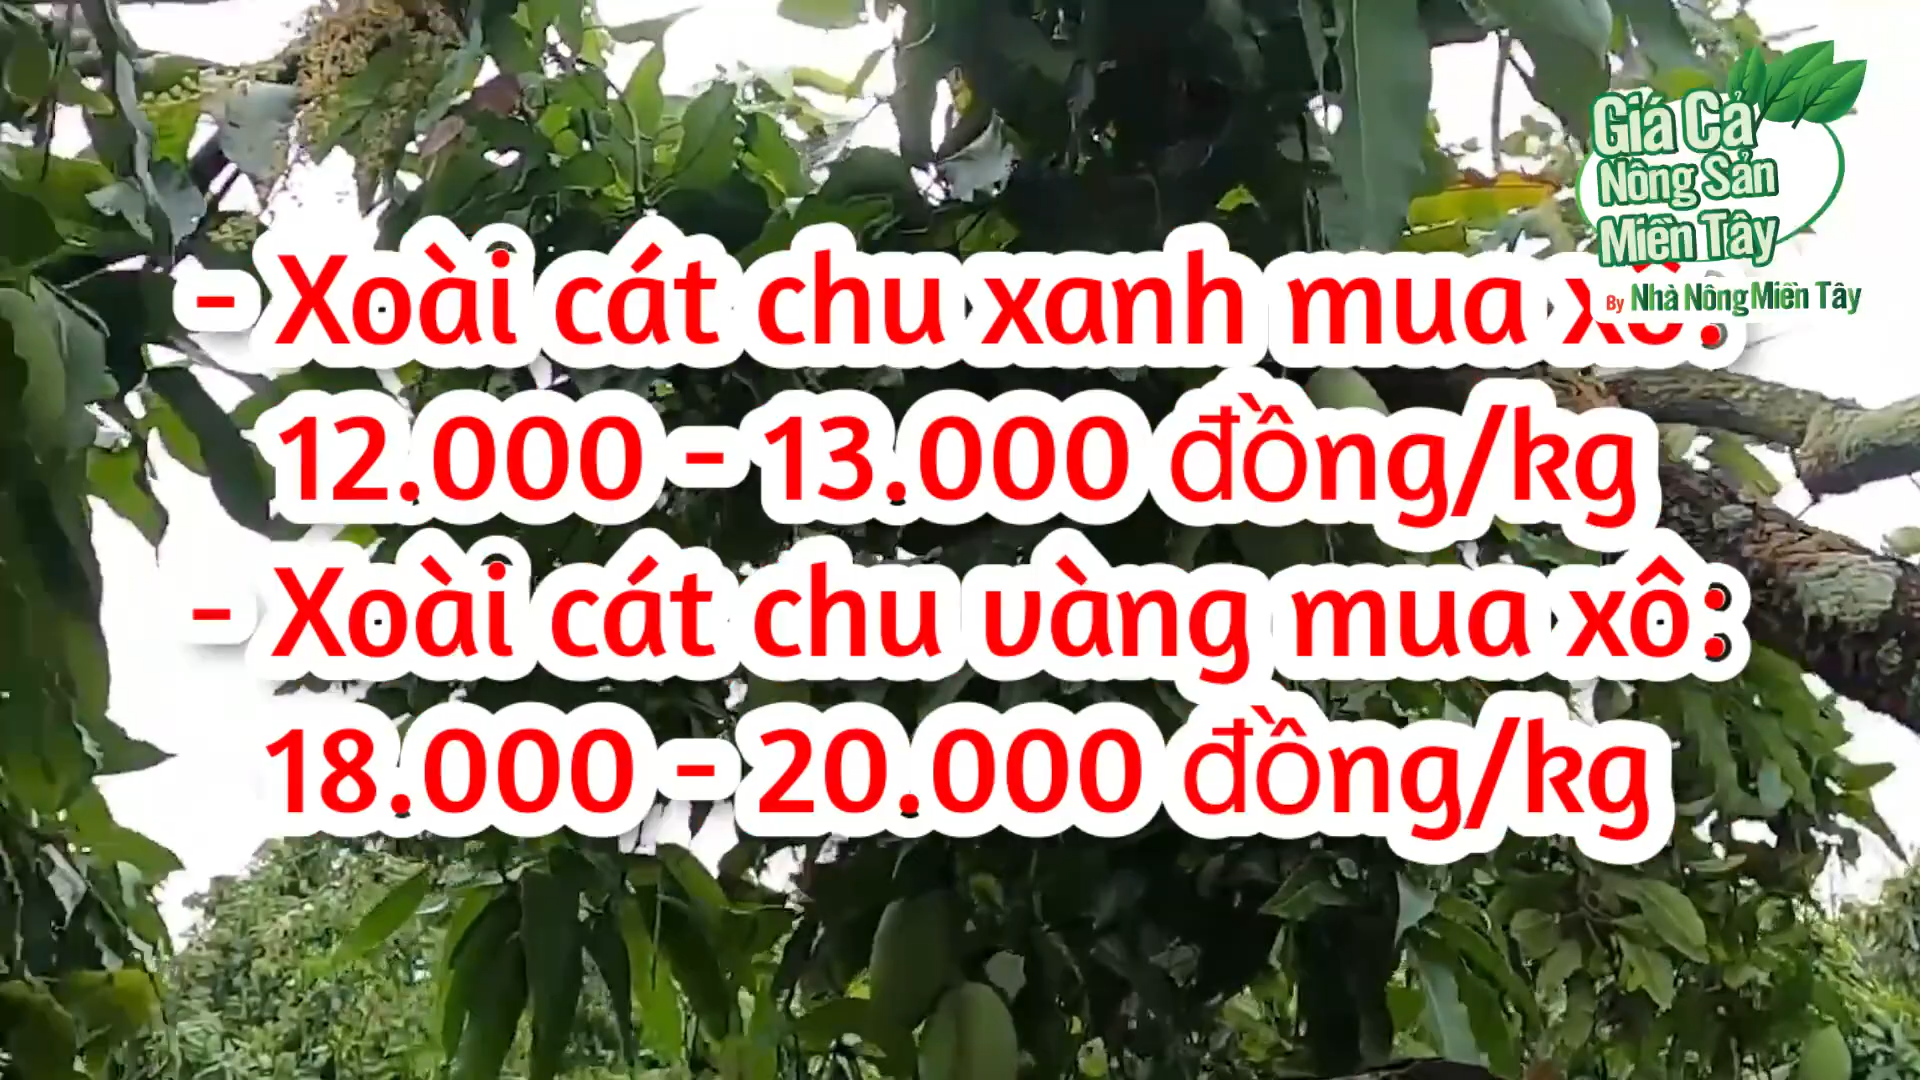 Giá Cả
Nông Sản
Miền Tây
By Nhà Nông Miền Tây
- Xoài cát chu xanh mua xô:
12.000 - 13.000 đồng/kg
- Xoài cát chu vàng mua xô:
18.000 - 20.000 đồng/kg